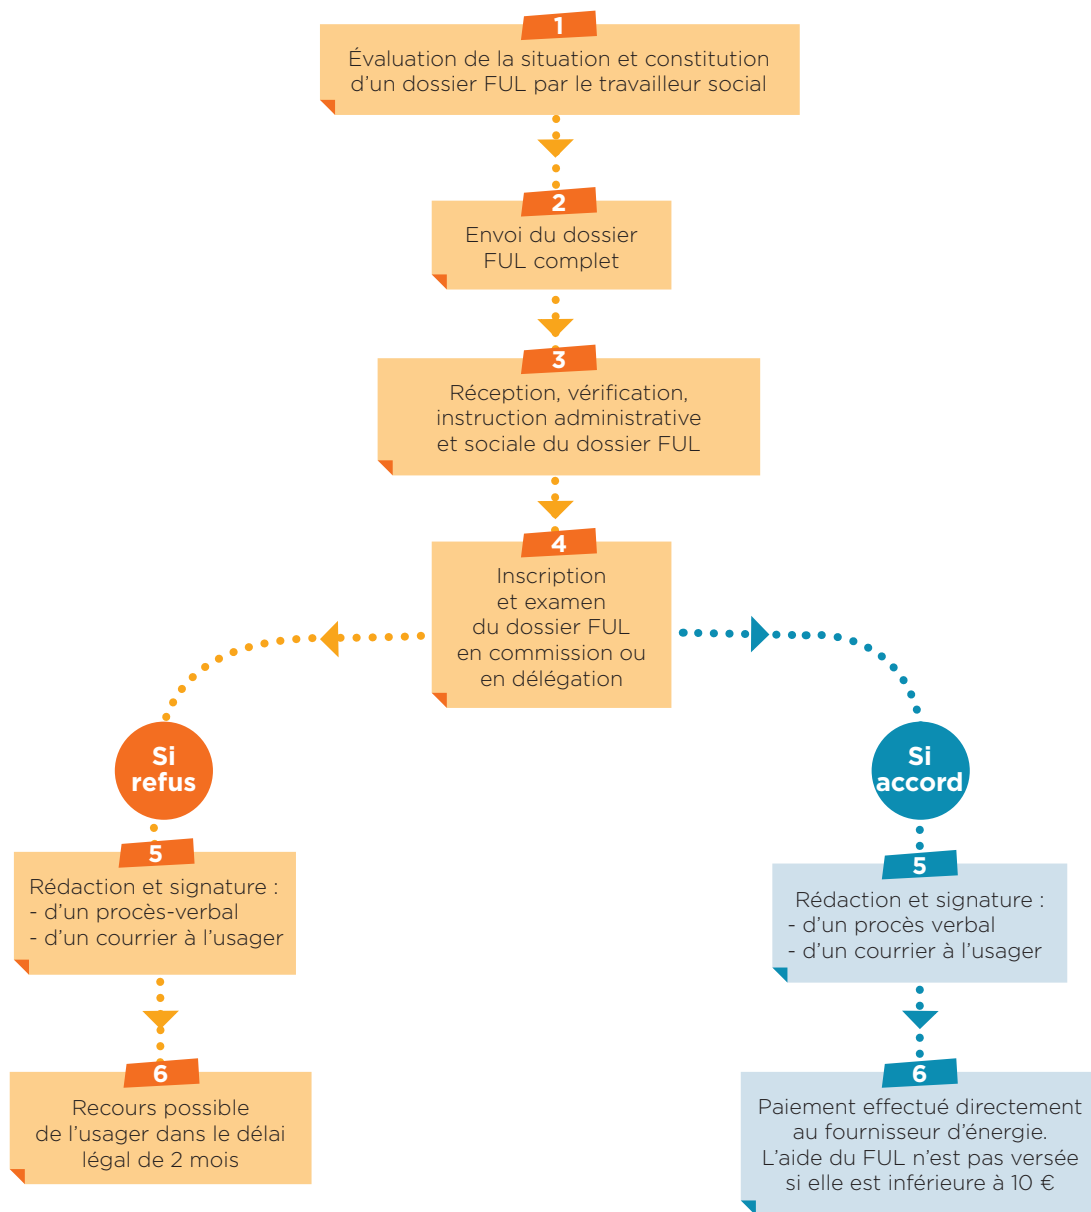 1
Évaluation de la situation et constitution
d’un dossier FUL par le travailleur social
2
Envoi du dossier
FUL complet
3
Réception, vérification,
instruction administrative
et sociale du dossier FUL
4
Inscription
et examen
du dossier FUL
en commission ou
en délégation
Si
refus
5
Rédaction et signature :
- d’un procès-verbal
- d’un courrier à l’usager
6
Recours possible
de l’usager dans le délai
légal de 2 mois
Si
accord
5
Rédaction et signature :
- d’un procès verbal
- d’un courrier à l’usager
6
Paiement effectué directement
au fournisseur d’énergie.
L’aide du FUL n’est pas versée
si elle est inférieure à 10 €